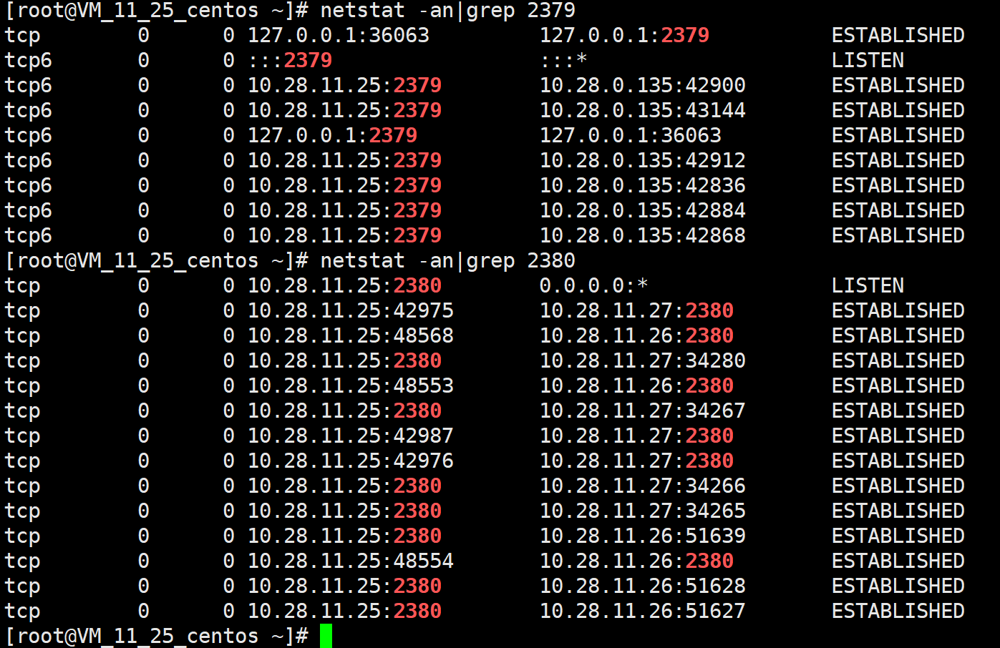 [root@VM_11_25_centos ~]# netstat -an|grep 2379
tcp        0      0 127.0.0.1:36063         127.0.0.1:2379          ESTABLISHED
tcp6       0      0 :::2379                 :::*                    LISTEN
tcp6       0      0 10.28.11.25:2379        10.28.0.135:42900       ESTABLISHED
tcp6       0      0 10.28.11.25:2379        10.28.0.135:43144       ESTABLISHED
tcp6       0      0 127.0.0.1:2379          127.0.0.1:36063         ESTABLISHED
tcp6       0      0 10.28.11.25:2379        10.28.0.135:42912       ESTABLISHED
tcp6       0      0 10.28.11.25:2379        10.28.0.135:42836       ESTABLISHED
tcp6       0      0 10.28.11.25:2379        10.28.0.135:42884       ESTABLISHED
tcp6       0      0 10.28.11.25:2379        10.28.0.135:42868       ESTABLISHED
[root@VM_11_25_centos ~]# netstat -an|grep 2380
tcp        0      0 10.28.11.25:2380        0.0.0.0:*               LISTEN
tcp        0      0 10.28.11.25:42975       10.28.11.27:2380        ESTABLISHED
tcp        0      0 10.28.11.25:48568       10.28.11.26:2380        ESTABLISHED
tcp        0      0 10.28.11.25:2380        10.28.11.27:34280       ESTABLISHED
tcp        0      0 10.28.11.25:48553       10.28.11.26:2380        ESTABLISHED
tcp        0      0 10.28.11.25:2380        10.28.11.27:34267       ESTABLISHED
tcp        0      0 10.28.11.25:42987       10.28.11.27:2380        ESTABLISHED
tcp        0      0 10.28.11.25:42976       10.28.11.27:2380        ESTABLISHED
tcp        0      0 10.28.11.25:2380        10.28.11.27:34266       ESTABLISHED
tcp        0      0 10.28.11.25:2380        10.28.11.27:34265       ESTABLISHED
tcp        0      0 10.28.11.25:2380        10.28.11.26:51639       ESTABLISHED
tcp        0      0 10.28.11.25:48554       10.28.11.26:2380        ESTABLISHED
tcp        0      0 10.28.11.25:2380        10.28.11.26:51628       ESTABLISHED
tcp        0      0 10.28.11.25:2380        10.28.11.26:51627       ESTABLISHED
[root@VM_11_25_centos ~]#